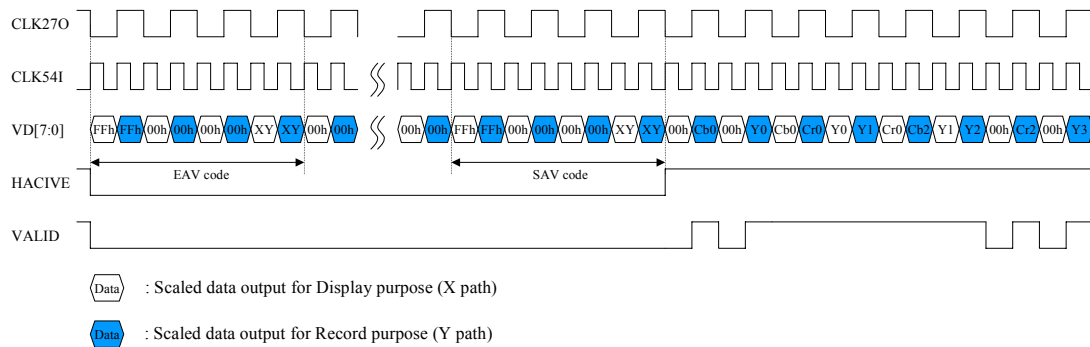 CLK27O
CLK54I
VD[7:0] FFh FFh 00h 00h 00h 00h XY XY 00h 00h 00h 00h FFh FFh 00h 00h 00h 00h XY XY 00h Cb0 00h Y0 Cb0 Cr0 Y0 Y1 Cr0 Cb2 Y1 Y2 00h Cr2 00h Y3
EAV code SAV code
HACIVE
VALID
Data : Scaled data output for Display purpose (X path)
Data : Scaled data output for Record purpose (Y path)